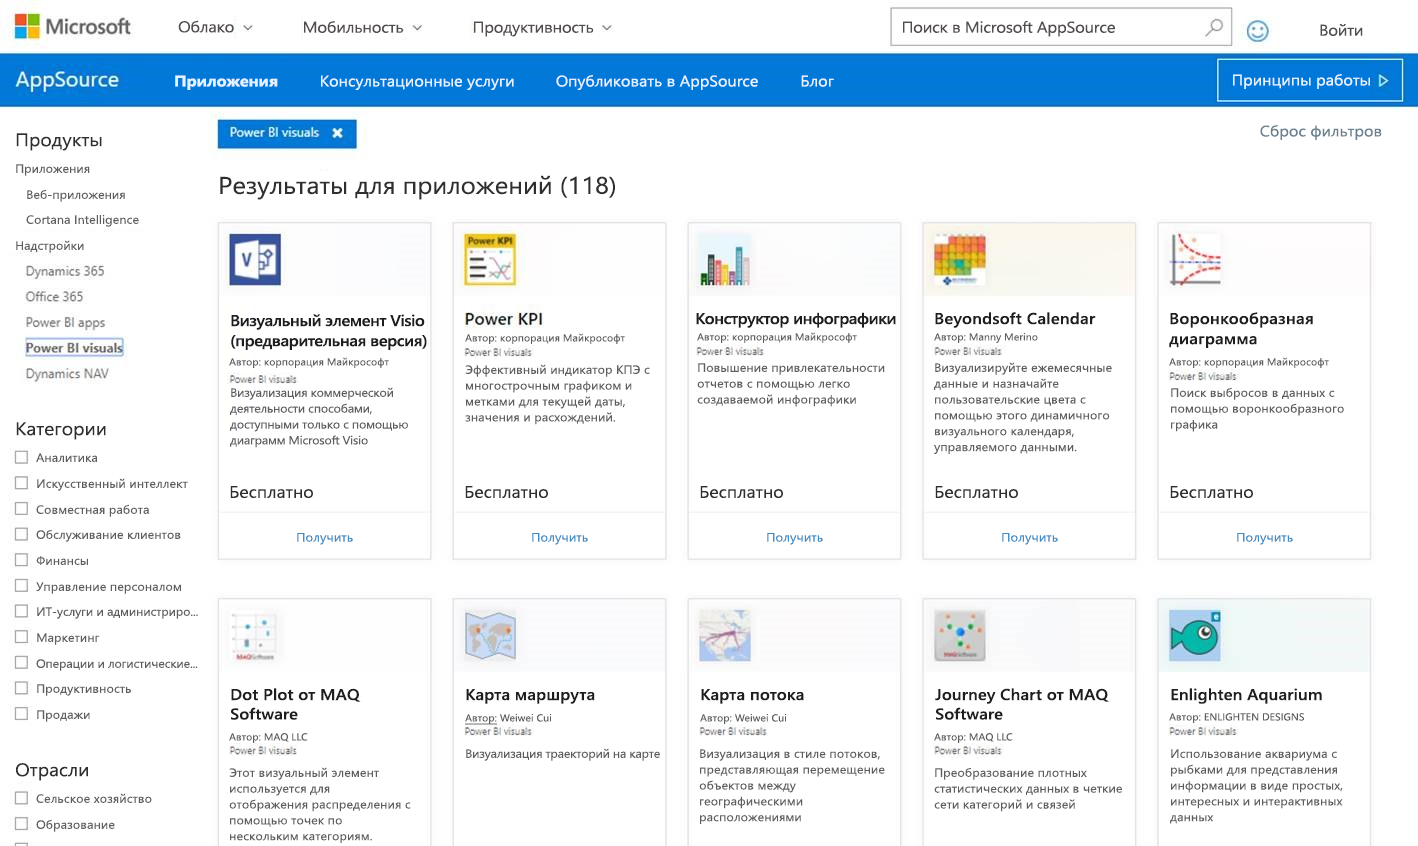 Microsoft
Облако
Мобильность
Продуктивность
Поиск в Microsoft AppSource
Войти
AppSource
Приложения
Консультационные услуги
Опубликовать в AppSource
Блог
Принципы работы
Продукты
Приложения
Веб-приложения
Cortana Intelligence
Надстройки
Dynamics 365
Office 365
Power BI apps
Power BI visuals
Dynamics NAV
Категории
Аналитика
Искусственный интеллект
Совместная работа
Обслуживание клиентов
Финансы
Управление персоналом
ИТ-услуги и администриро...
Маркетинг
Операции и логистические...
Продуктивность
Продажи
Отрасли
Сельское хозяйство
Образование
Power BI visuals
Сброс фильтров
Результаты для приложений (118)
Визуальный элемент Visio
(предварительная версия)
Автор: корпорация Майкрософт
Power BI visuals
Визуализация коммерческой
деятельности способами,
доступными только с помощью
диаграмм Microsoft Visio
Бесплатно
Получить
Power KPI
Power KPI
Автор: корпорация Майкрософт
Power BI visuals
Эффективный индикатор КПЭ с
многострочным графиком и
метками для текущей даты,
значения и расхождений.
Бесплатно
Получить
Конструктор инфографики
Автор: корпорация Майкрософт
Power BI visuals
Повышение привлекательности
отчетов с помощью легко
создаваемой инфографики
Бесплатно
Получить
Beyondsoft Calendar
Автор: Manny Merino
Power BI visuals
Визуализируйте ежемесячные
данные и назначайте
пользовательские цвета с
помощью этого динамичного
визуального календаря,
управляемого данными.
Бесплатно
Получить
Воронкообразная
диаграмма
Автор: корпорация Майкрософт
Power BI visuals
Поиск выбросов в данных с
помощью воронкообразного
графика
Бесплатно
Получить
MAQSoftware
Dot Plot от MAQ
Software
Автор: MAQ LLC
Power BI visuals
Этот визуальный элемент
используется для
отображения распределения с
помощью точек по
нескольким категориям.
Карта маршрута
Автор: Weiwei Cui
Power BI visuals
Визуализация траекторий на карте
Карта потока
Автор: Weiwei Cui
Power BI visuals
Визуализация в стиле потоков,
представляющая перемещение
объектов между
географическими
расположениями
MAQSoftware
Journey Chart от MAQ
Software
Автор: MAQ LLC
Power BI visuals
Преобразование плотных
статистических данных в четкие
сети категорий и связей
Enlighten Aquarium
Автор: ENLIGHTEN DESIGNS
Power BI visuals
Использование аквариума с
рыбками для представления
информации в виде простых,
интересных и интерактивных
данных